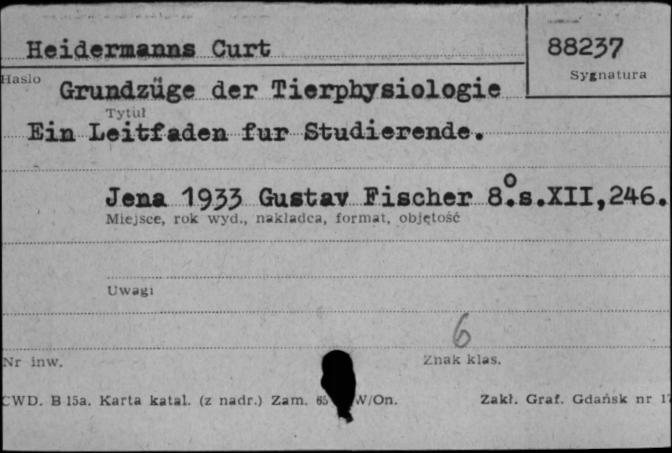 Heidermanns Curt
88237
Hasło
Sygnatura
Grundzüge der Tierphysiologie
Tytuł
Ein Leitfaden fur Studierende.
Jena 1933 Gustav Fischer 8.°s.XII,246.
Miejsce, rok wyd., nakładca, format, objętość
Uwagi
6
Nr inw.
Znak klas.
CWD. B 15a. Karta katal. (z nadr.) Zam. 65 W/On.
Zakł. Graf. Gdańsk nr 17